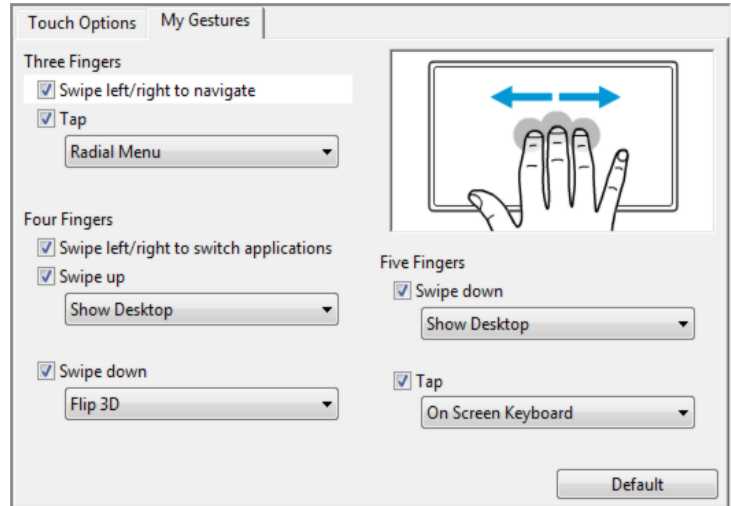 Touch Options
My Gestures
Three Fingers
Swipe left/right to navigate
Tap
Radial Menu
Four Fingers
Swipe left/right to switch applications
Swipe up
Show Desktop
Swipe down
Flip 3D
Five Fingers
Swipe down
Show Desktop
Tap
On Screen Keyboard
Default